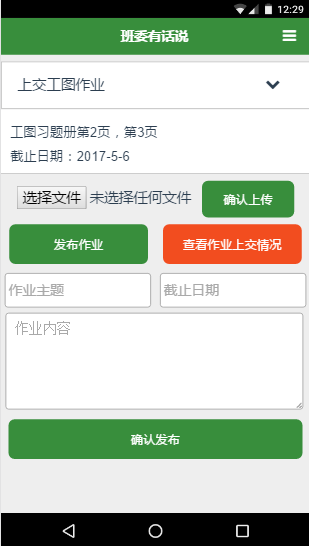 12:29
班委有话说
上交工图作业
工图习题册第2页，第3页
截止日期：2017-5-6
选择文件 未选择任何文件 确认上传
发布作业 查看作业上交情况
作业主题 截止日期
作业内容
确认发布